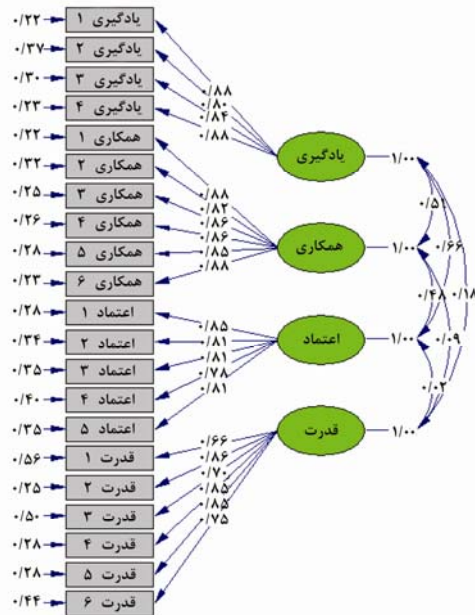 ۰/۲۲ یادگیری ۱
۰/۳۷ یادگیری ۲
۰/۳۰ یادگیری ۳
۰/۲۳ یادگیری ۴
۰/۲۲ همکاری ۱
۰/۳۲ همکاری ۲
۰/۲۵ همکاری ۳
۰/۲۶ همکاری ۴
۰/۲۸ همکاری ۵
۰/۲۳ همکاری ۶
۰/۲۸ اعتماد ۱
۰/۳۴ اعتماد ۲
۰/۳۵ اعتماد ۳
۰/۴۰ اعتماد ۴
۰/۳۵ اعتماد ۵
۰/۵۶ قدرت ۱
۰/۲۵ قدرت ۲
۰/۵۰ قدرت ۳
۰/۲۸ قدرت ۴
۰/۲۸ قدرت ۵
۰/۴۴ قدرت ۶
۰/۸۸
۰/۸۰
۰/۸۴
۰/۸۸
۰/۸۸
۰/۸۲
۰/۸۶
۰/۸۶
۰/۸۵
۰/۸۸
۰/۸۵
۰/۸۱
۰/۸۱
۰/۷۸
۰/۸۱
۰/۶۶
۰/۸۶
۰/۷۰
۰/۸۵
۰/۸۵
۰/۷۵
یادگیری ۱/۰۰
همکاری ۱/۰۰
اعتماد ۱/۰۰
قدرت ۱/۰۰
۰/۵۱
۰/۶۶
۰/۴۸
۰/۱۸
۰/۰۹
۰/۰۲